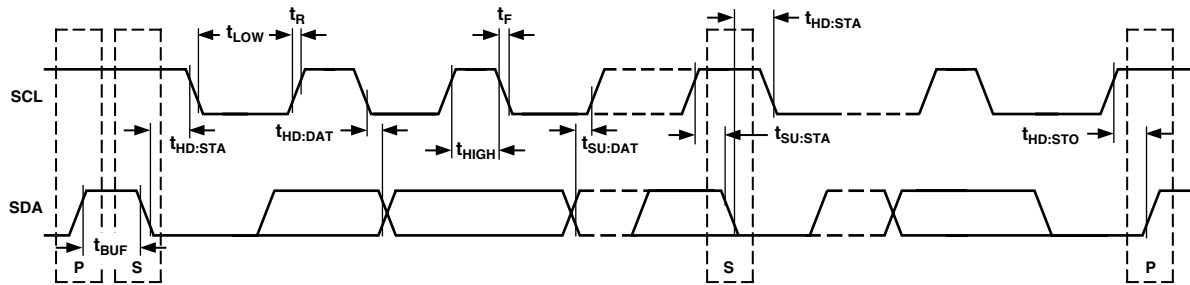 tR
tF
tHD:STA
tLOW
SCL
tHD:STA
tHD:DAT
tHIGH
tSU:DAT
tSU:STA
tHD:STO
SDA
tBUF
P
S
S
P